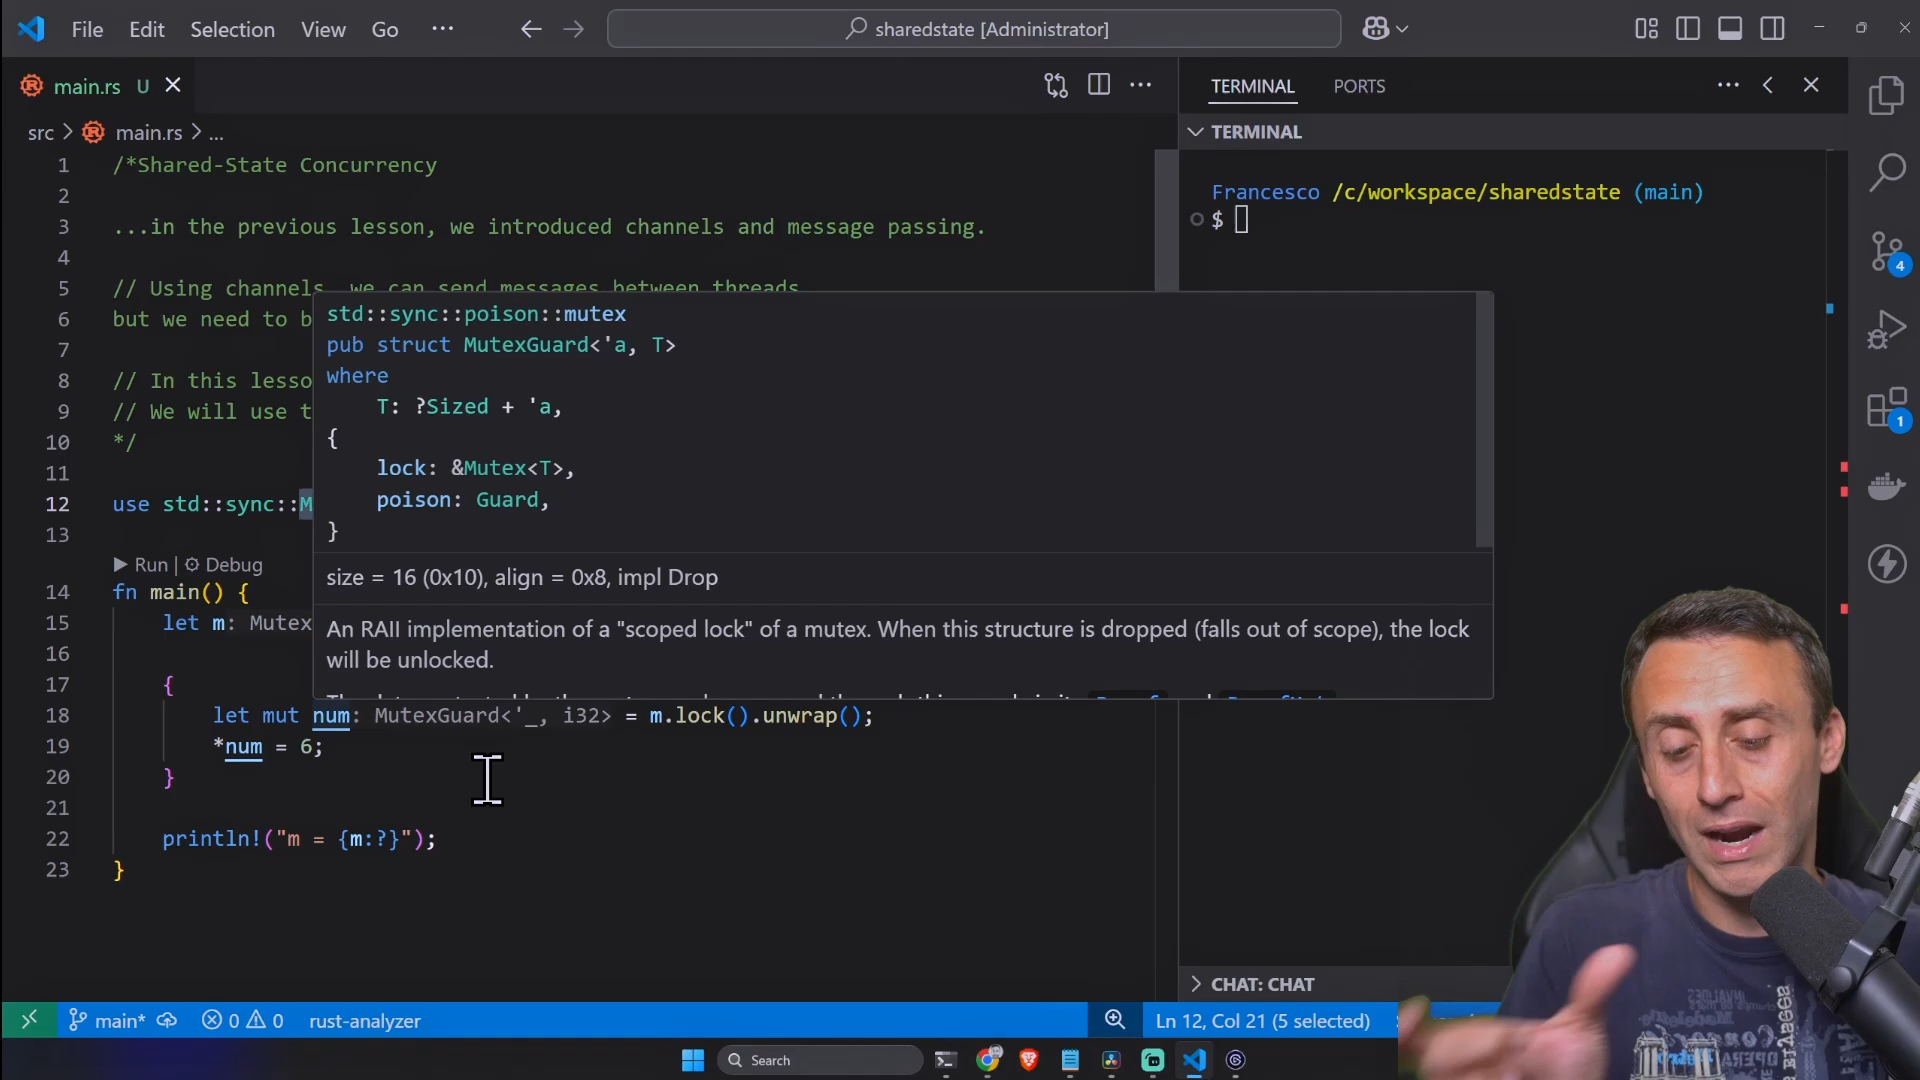 File Edit Selection View Go ...
sharedstate [Administrator]
main.rs U
src > main.rs > ...
1 /*Shared-State Concurrency
2
3 ...in the previous lesson, we introduced channels and message passing.
4
5 // Using channels, we can send messages between threads
6 but we need to b
7
8 // In this lesso
9 // We will use t
10 */
11
12 use std::sync::M
13
Run | Debug
14 fn main() {
15 let m: Mutex
16
17 {
18 let mut num: MutexGuard<'_, i32> = m.lock().unwrap();
19 *num = 6;
20 }
21
22 println!("m = {m:?}");
23 }
std::sync::poison::mutex
pub struct MutexGuard<'a, T>
where
T: ?Sized + 'a,
{
lock: &Mutex<T>,
poison: Guard,
}
size = 16 (0x10), align = 0x8, impl Drop
An RAII implementation of a "scoped lock" of a mutex. When this structure is dropped (falls out of scope), the lock
will be unlocked.
TERMINAL PORTS
TERMINAL
Francesco /c/workspace/sharedstate (main)
$
4
1
CHAT: CHAT
main* 0 0 rust-analyzer
Ln 12, Col 21 (5 selected)
Search